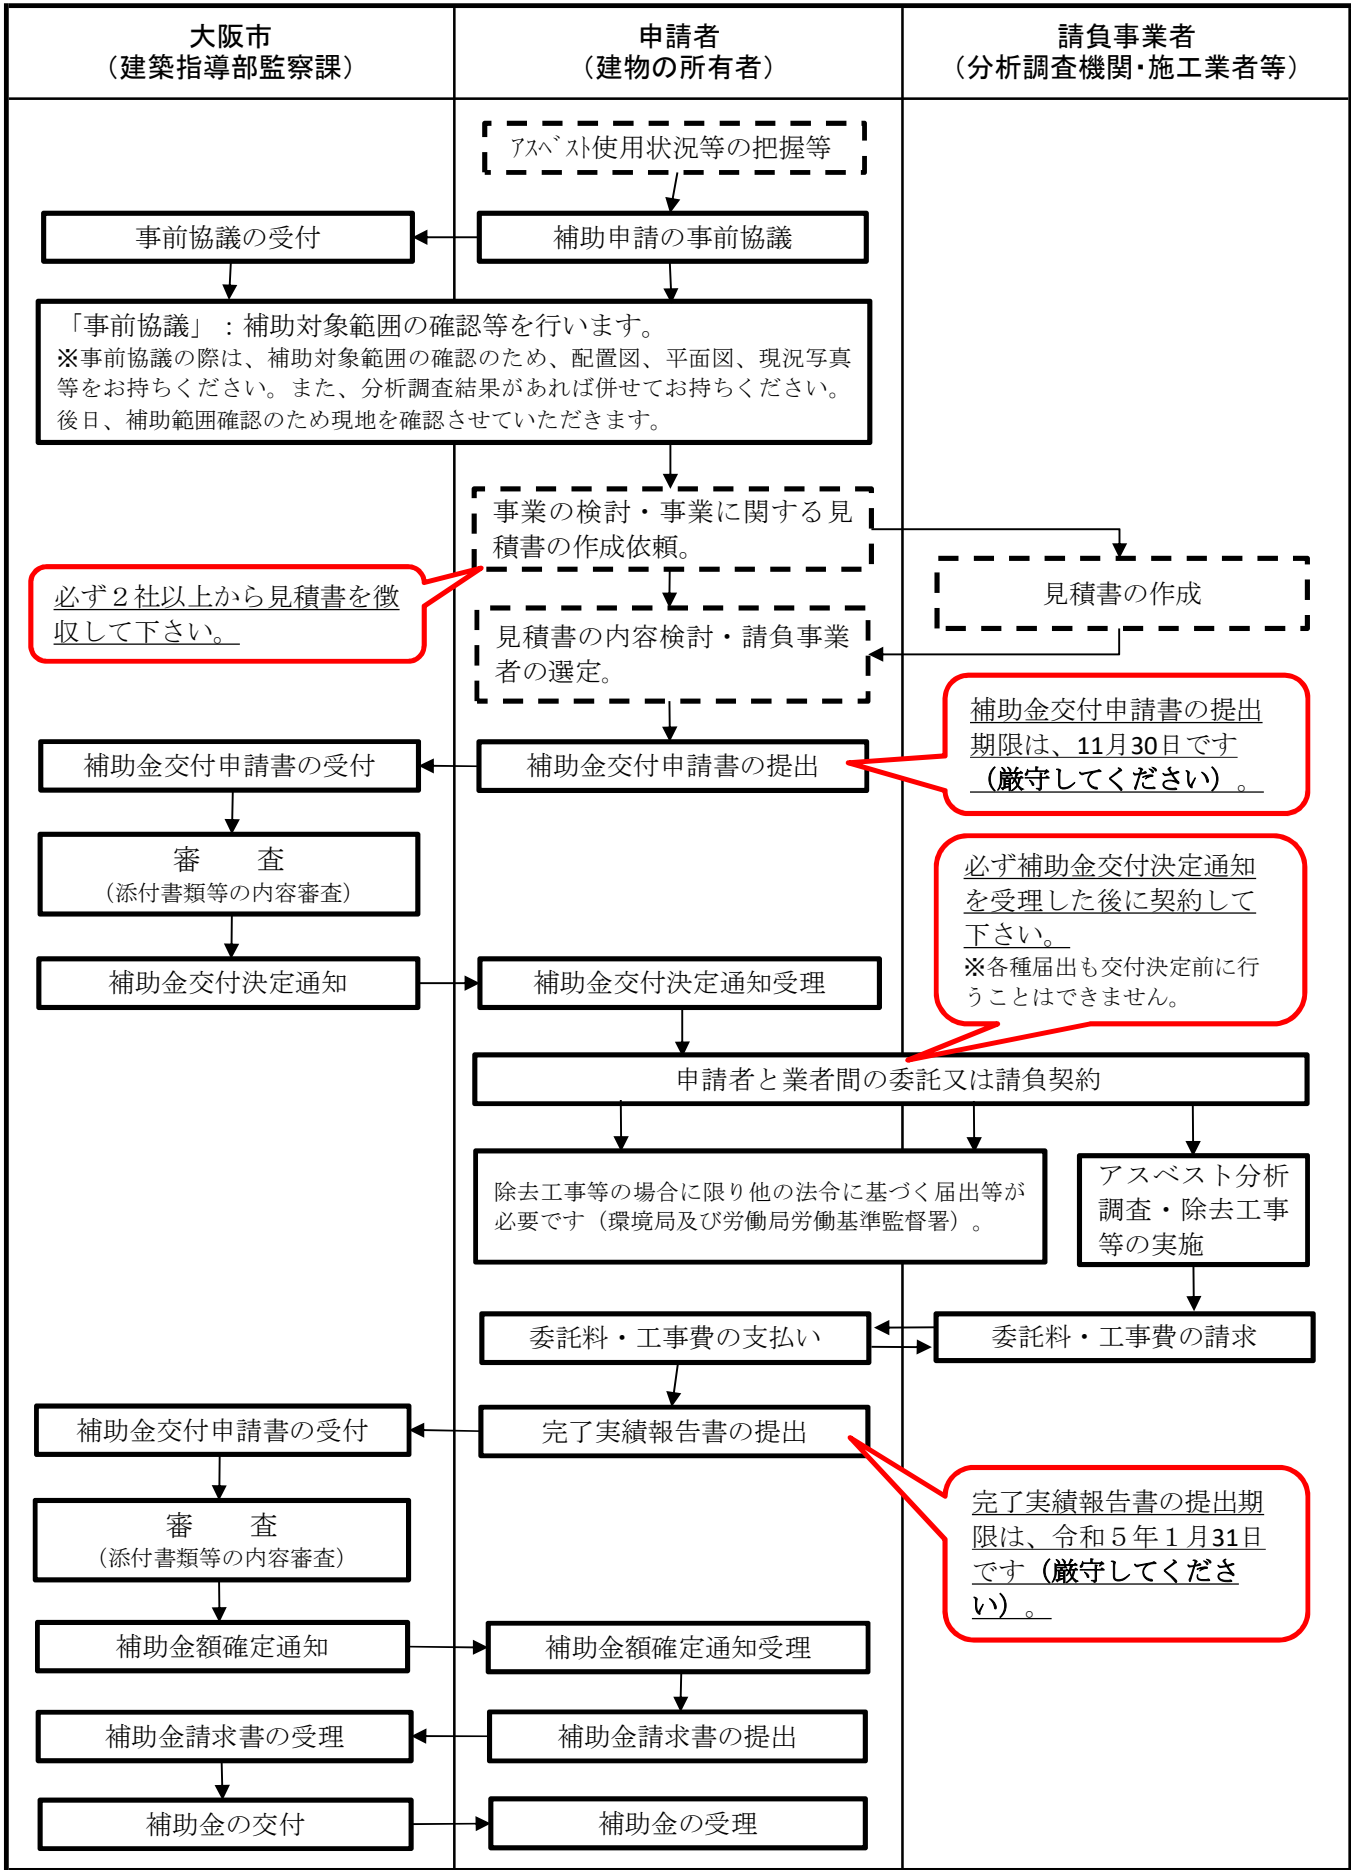 大阪市
（建築指導部監察課）
申請者
（建物の所有者）
請負事業者
（分析調査機関・施工業者等）
ｱｽﾍﾞｽﾄ使用状況等の把握等
事前協議の受付
補助申請の事前協議
「事前協議」：補助対象範囲の確認等を行います。
※事前協議の際は、補助対象範囲の確認のため、配置図、平面図、現況写真
等をお持ちください。また、分析調査結果があれば併せてお持ちください。
後日、補助範囲確認のため現地を確認させていただきます。
事業の検討・事業に関する見
積書の作成依頼。
必ず２社以上から見積書を徴
収して下さい。
見積書の作成
見積書の内容検討・請負事業
者の選定。
補助金交付申請書の提出
期限は、11月30日です
（厳守してください）。
補助金交付申請書の受付
補助金交付申請書の提出
審　　査
（添付書類等の内容審査）
必ず補助金交付決定通知
を受理した後に契約して
下さい。
※各種届出も交付決定前に行
うことはできません。
補助金交付決定通知
補助金交付決定通知受理
申請者と業者間の委託又は請負契約
除去工事等の場合に限り他の法令に基づく届出等が
必要です（環境局及び労働局労働基準監督署）。
アスベスト分析
調査・除去工事
等の実施
委託料・工事費の支払い
委託料・工事費の請求
補助金交付申請書の受付
完了実績報告書の提出
完了実績報告書の提出期
限は、令和５年１月31日
です（厳守してくださ
い）。
審　　査
（添付書類等の内容審査）
補助金額確定通知
補助金額確定通知受理
補助金請求書の受理
補助金請求書の提出
補助金の交付
補助金の受理